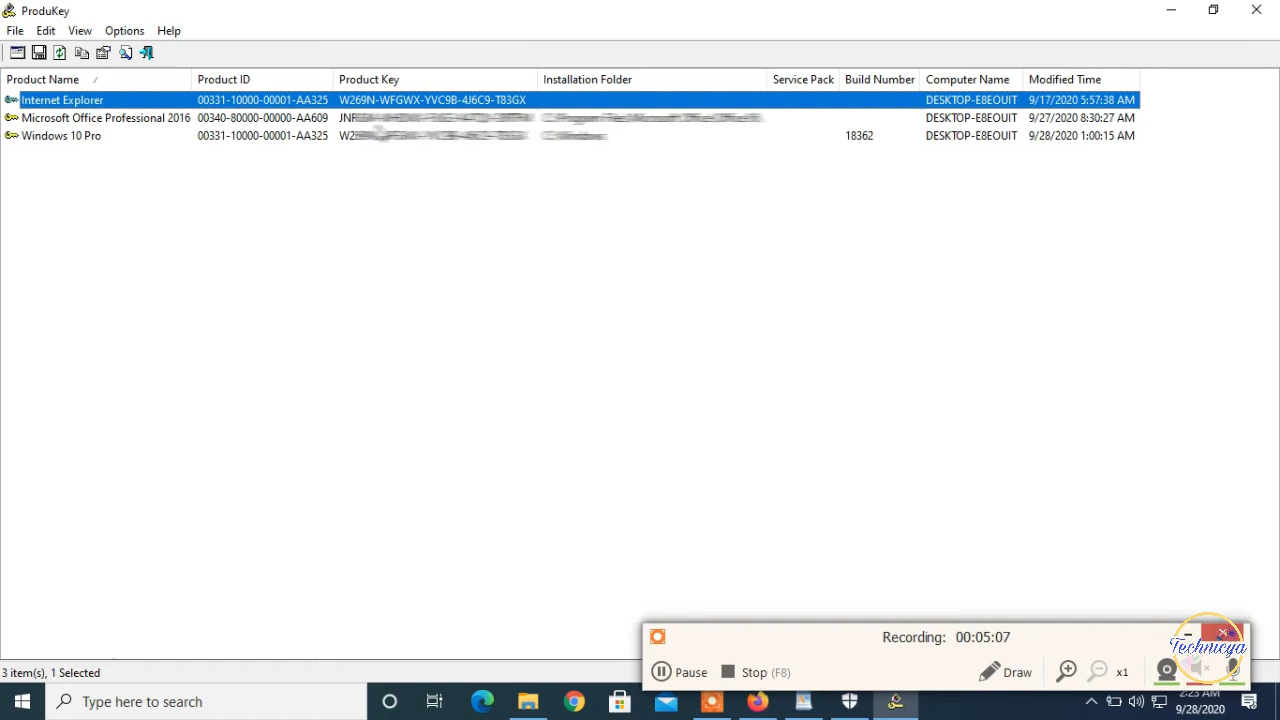 ProduKey
File Edit View Options Help
Product Name Product ID Product Key Installation Folder Service Pack Build Number Computer Name Modified Time
Internet Explorer 00331-10000-00001-AA325 W269N-WFGWX-YVC9B-4J6C9-T83GX DESKTOP-E8EOUIT 9/17/2020 5:57:38 AM
Microsoft Office Professional 2016 00340-80000-00000-AA609 DESKTOP-E8EOUIT 9/27/2020 8:30:27 AM
Windows 10 Pro 00331-10000-00001-AA325 18362 DESKTOP-E8EOUIT 9/28/2020 1:00:15 AM
Recording: 00:05:07
Technicya
Pause Stop (F8) Draw x1
3 item(s), 1 Selected
Type here to search
2:23 AM
9/28/2020